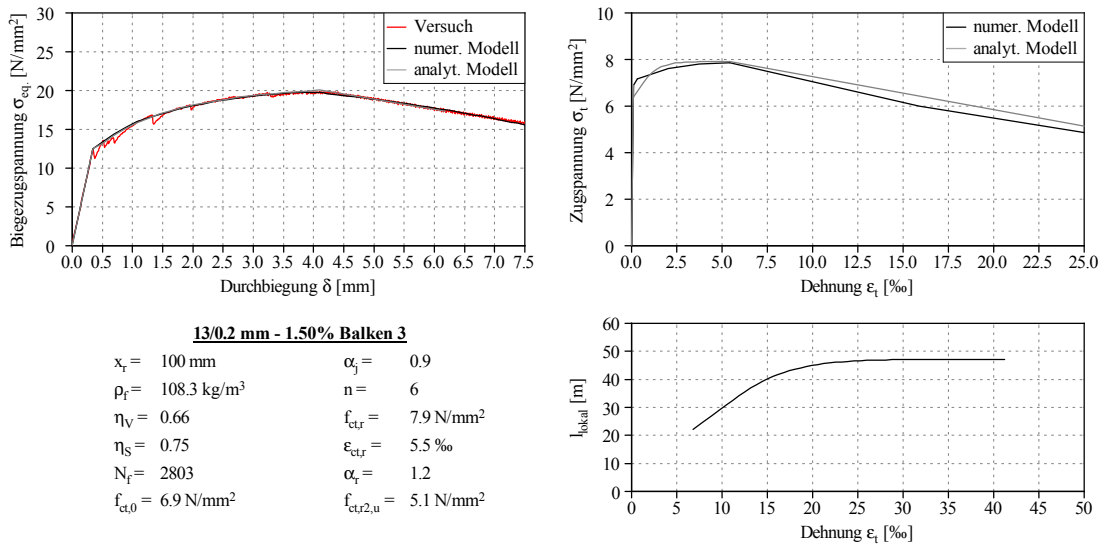 Biegezugspannung σeq. [N/mm²]
30
25
20
15
10
5
0
Versuch
numer. Modell
analyt. Modell
0.0 0.5 1.0 1.5 2.0 2.5 3.0 3.5 4.0 4.5 5.0 5.5 6.0 6.5 7.0 7.5
Durchbiegung δ [mm]
Zugspannung σt [N/mm²]
10
8
6
4
2
0
numer. Modell
analyt. Modell
0.0 2.5 5.0 7.5 10.0 12.5 15.0 17.5 20.0 22.5 25.0
Dehnung εt [‰]
13/0.2 mm - 1.50% Balken 3
xr = 100 mm αj = 0.9
ρf = 108.3 kg/m³ n = 6
ηV = 0.66 fct,r = 7.9 N/mm²
ηS = 0.75 εct,r = 5.5 ‰
Nf = 2803 αr = 1.2
fct,0 = 6.9 N/mm² fct,r2,u = 5.1 N/mm²
llokal [m]
60
50
40
30
20
10
0
0 5 10 15 20 25 30 35 40 45 50
Dehnung εt [‰]